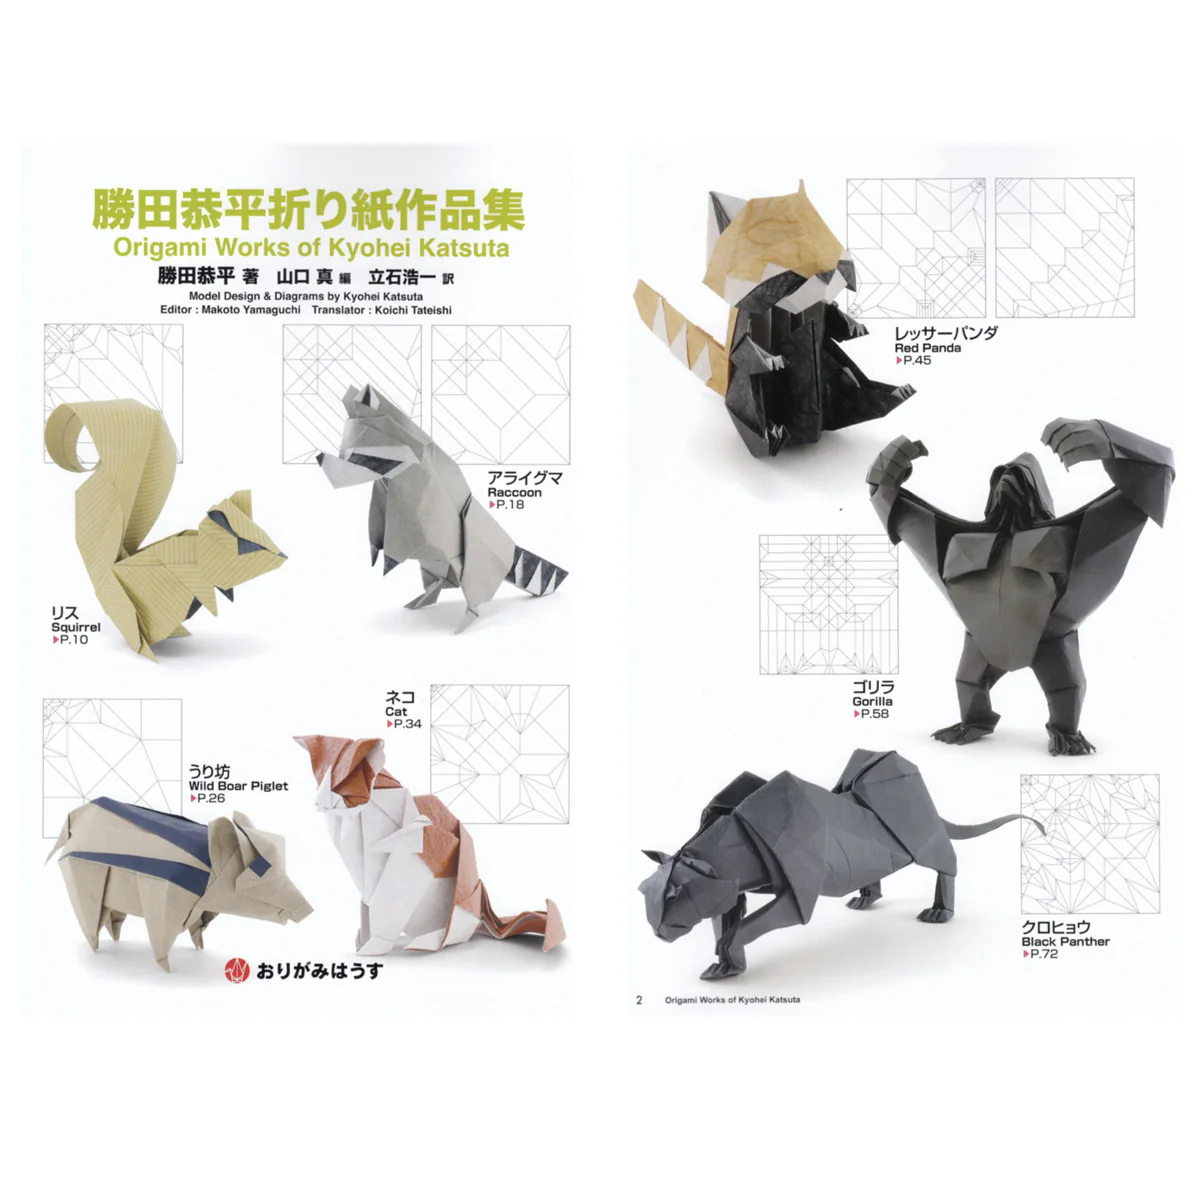 勝田恭平折り紙作品集
Origami Works of Kyohei Katsuta
勝田恭平 著　山口 真 編　立石浩一 訳
Model Design & Diagrams by Kyohei Katsuta
Editor : Makoto Yamaguchi　Translator : Koichi Tateishi
アライグマ
Raccoon
▶P.18
リス
Squirrel
▶P.10
ネコ
Cat
▶P.34
うり坊
Wild Boar Piglet
▶P.26
おりがみはうす
レッサーパンダ
Red Panda
▶P.45
ゴリラ
Gorilla
▶P.58
クロヒョウ
Black Panther
▶P.72
2　Origami Works of Kyohei Katsuta